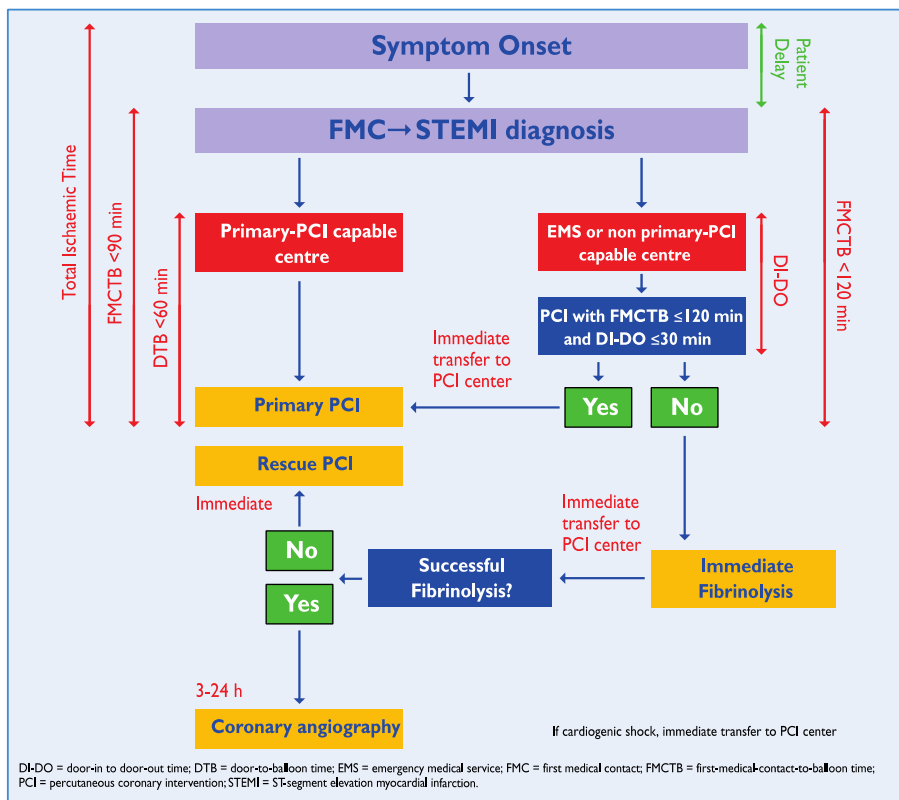 Symptom Onset
Patient
Delay
FMC→ STEMI diagnosis
Total Ischaemic Time
FMCTB <90 min
DTB <60 min
Primary-PCI capable
centre
EMS or non primary-PCI
capable centre
DI-DO
FMCTB <120 min
PCI with FMCTB ≤120 min
and DI-DO ≤30 min
Immediate
transfer to
PCI center
Primary PCI
Yes
No
Rescue PCI
Immediate
Immediate
transfer to
PCI center
No
Yes
Successful
Fibrinolysis?
Immediate
Fibrinolysis
3-24 h
Coronary angiography
If cardiogenic shock, immediate transfer to PCI center
DI-DO = door-in to door-out time; DTB = door-to-balloon time; EMS = emergency medical service; FMC = first medical contact; FMCTB = first-medical-contact-to-balloon time;
PCI = percutaneous coronary intervention; STEMI = ST-segment elevation myocardial infarction.